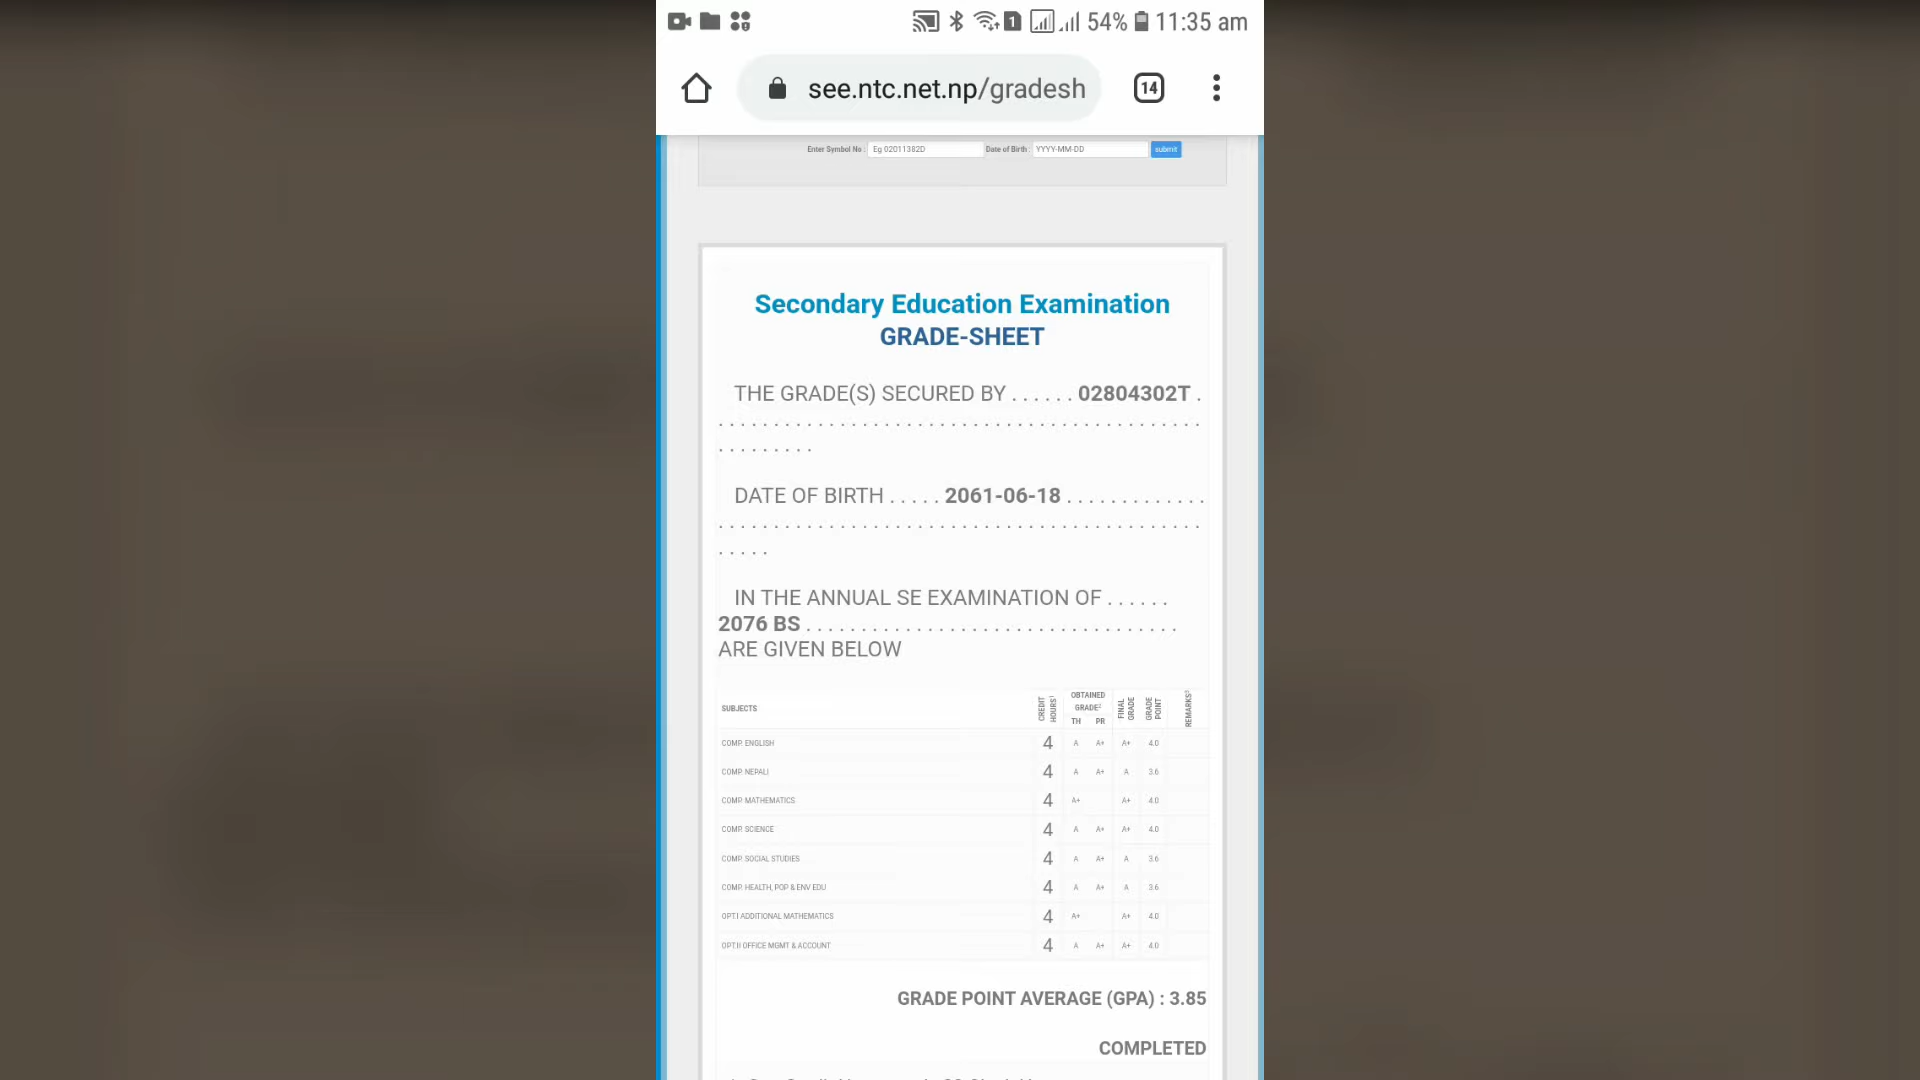 1 54% 11:35 am
see.ntc.net.np/gradesh 14
Enter Symbol No : Eg 02011382D Date of Birth : YYYY-MM-DD submit
Secondary Education Examination
GRADE-SHEET
THE GRADE(S) SECURED BY . . . . . . 02804302T .
. . . . . . . . . . . . . . . . . . . . . . . . . . . . . . . . . . . . . . . . . . . .
. . . . . . . . .
DATE OF BIRTH . . . . . 2061-06-18 . . . . . . . . . . . . .
. . . . . . . . . . . . . . . . . . . . . . . . . . . . . . . . . . . . . . . . . . . .
. . . . .
IN THE ANNUAL SE EXAMINATION OF . . . . . .
2076 BS . . . . . . . . . . . . . . . . . . . . . . . . . . . . . . . . . .
ARE GIVEN BELOW
SUBJECTS CREDIT HOURS1 OBTAINED GRADE2 TH PR FINAL GRADE GRADE POINT REMARKS3
COMP. ENGLISH 4 A A+ A+ 4.0
COMP. NEPALI 4 A A+ A 3.6
COMP. MATHEMATICS 4 A+ A+ 4.0
COMP. SCIENCE 4 A A+ A+ 4.0
COMP. SOCIAL STUDIES 4 A A+ A 3.6
COMP. HEALTH, POP & ENV EDU 4 A A+ A 3.6
OPT.I ADDITIONAL MATHEMATICS 4 A+ A+ 4.0
OPT.II OFFICE MGMT & ACCOUNT 4 A A+ A+ 4.0
GRADE POINT AVERAGE (GPA) : 3.85
COMPLETED